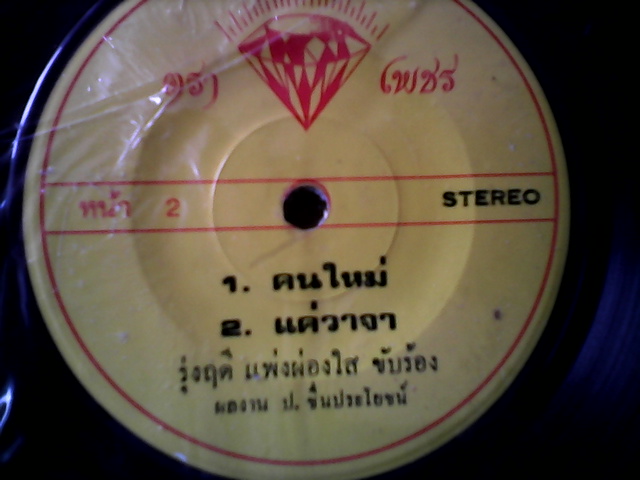 ตรา เพชร
หน้า 2 STEREO
1. คนใหม่
2. แค่วาจา
รุ่งฤดี แพ่งผ่องใส ขับร้อง
ผลงาน ป. ชื่นประโยชน์